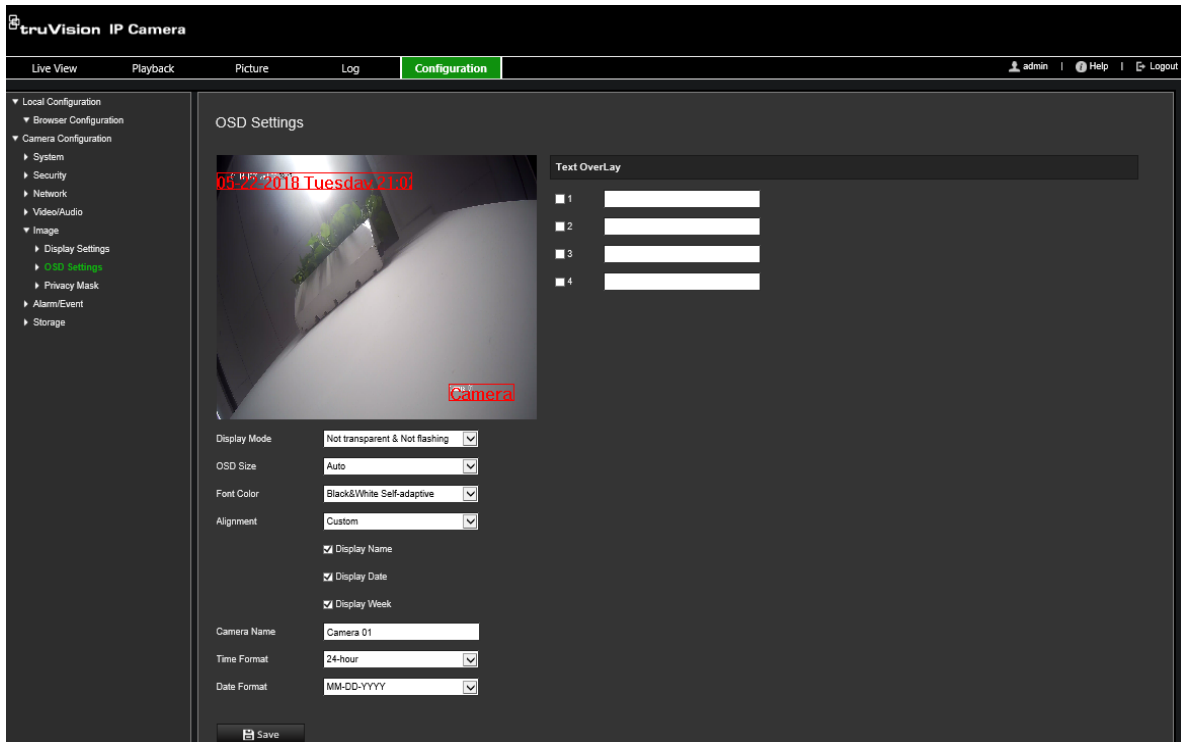 truVision IP Camera
Live View Playback Picture Log Configuration admin | Help | Logout
Local Configuration
Browser Configuration
Camera Configuration
System
Security
Network
Video/Audio
Image
Display Settings
OSD Settings
Privacy Mask
Alarm/Event
Storage
OSD Settings
05-22-2018 Tuesday 21:0
Camera
Display Mode Not transparent & Not flashing
OSD Size Auto
Font Color Black&White Self-adaptive
Alignment Custom
Display Name
Display Date
Display Week
Camera Name Camera 01
Time Format 24-hour
Date Format MM-DD-YYYY
Save
Text OverLay
1
2
3
4